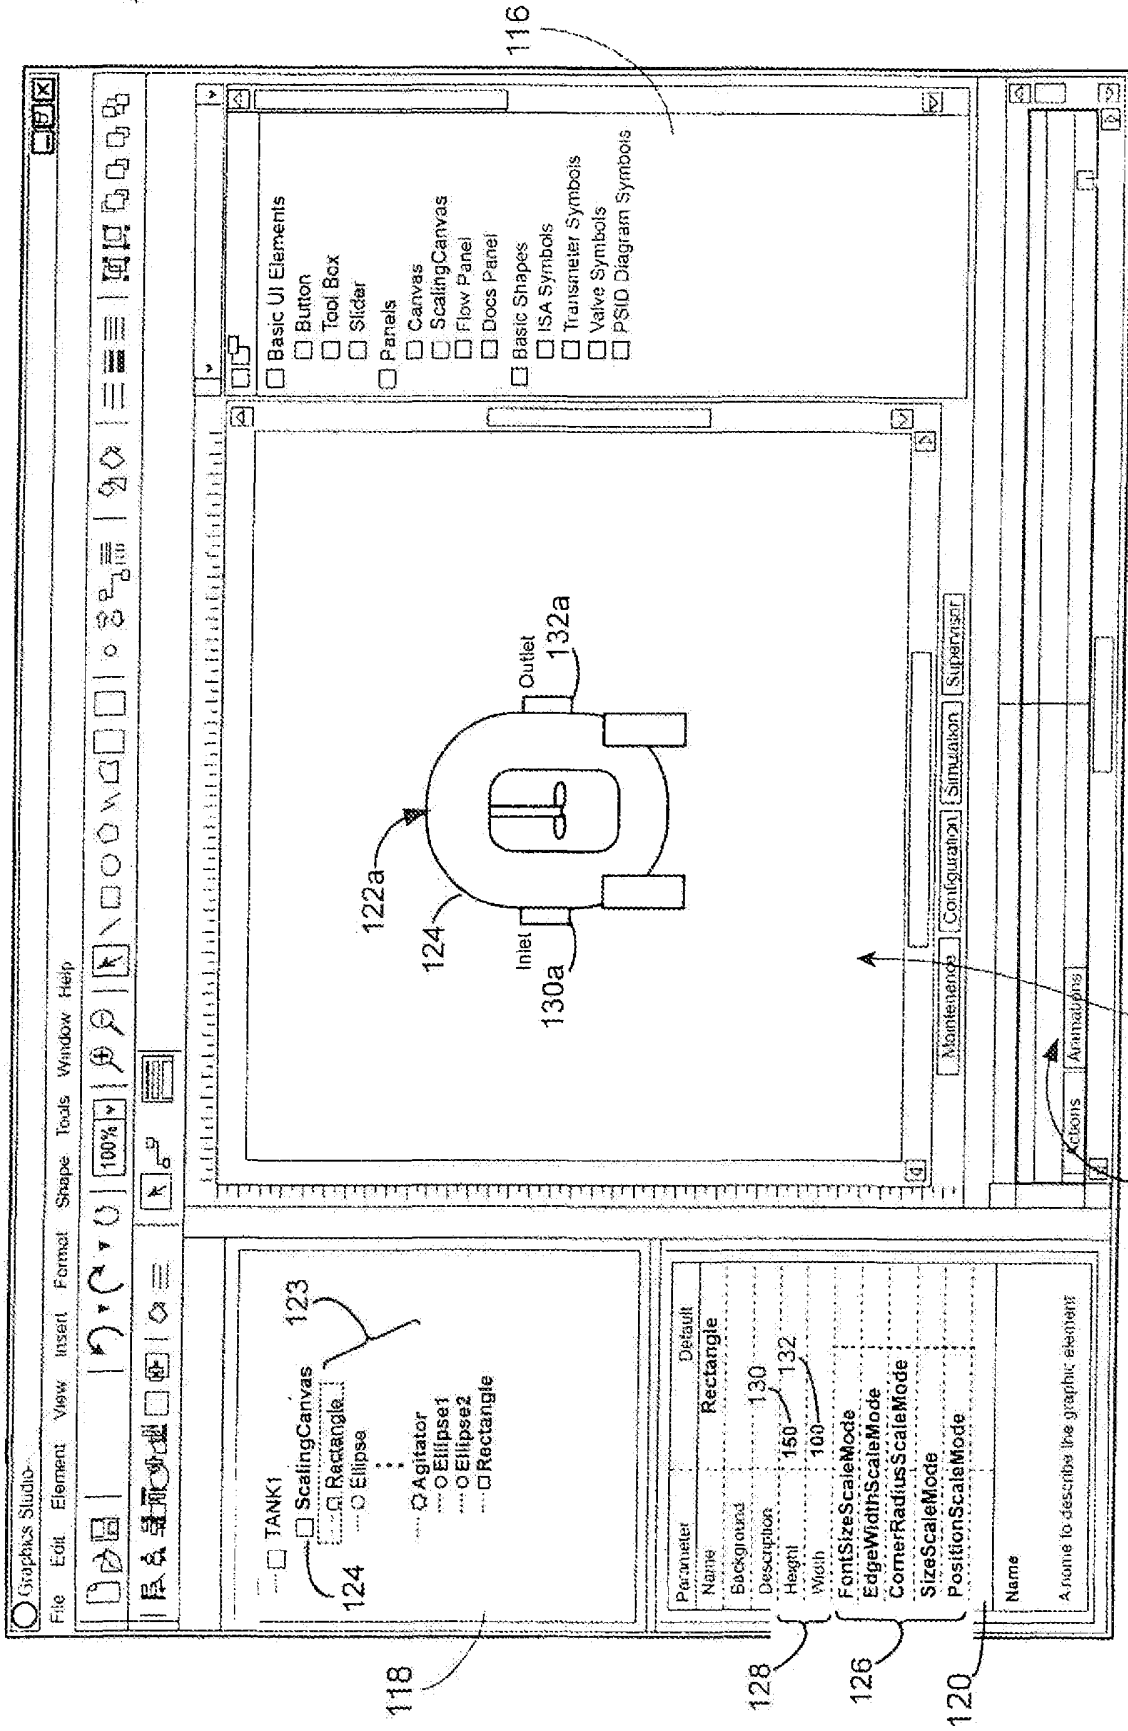 Graphics Studio-
File Edit Element View Insert Format Shape Tools Window Help
100%
TANK1
ScalingCanvas
Rectangle...
Ellipse
Agitator
Ellipse1
Ellipse2
Rectangle
123
124
118
Parameter Default
Name Rectangle
Background
Description
Height 150
Width 100
130
132
FontSizeScaleMode
EdgeWidthScaleMode
CornerRadiusScaleMode
SizeScaleMode
PositionScaleMode
Name
A name to describe the graphic element
128
126
120
122a
124
Inlet
130a
Outlet
132a
Maintenence Configuration Simulation Supervisor
Actions Animations
Basic UI Elements
Button
Tool Box
Slider
Panels
Canvas
ScalingCanvas
Flow Panel
Docs Panel
Basic Shapes
ISA Symbols
Transmeter Symbols
Valve Symbols
PSID Diagram Symbols
116